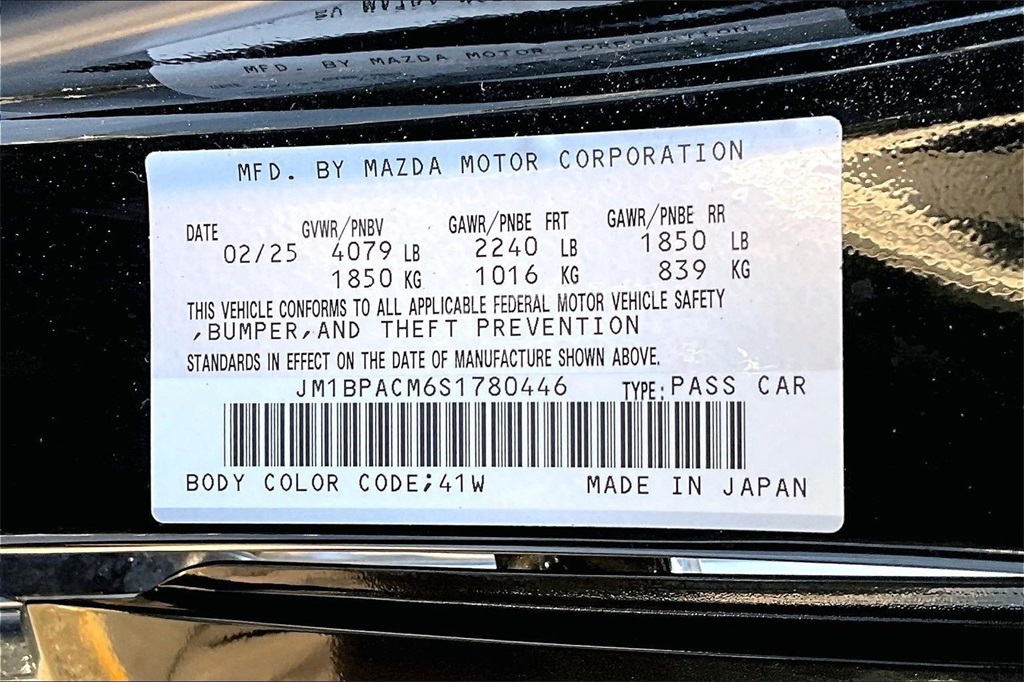 MFD. BY MAZDA MOTOR CORPORATION
MFD. BY MAZDA MOTOR CORPORATION
DATE GVWR/PNBV GAWR/PNBE FRT GAWR/PNBE RR
02/25 4079 LB 2240 LB 1850 LB
1850 KG 1016 KG 839 KG
THIS VEHICLE CONFORMS TO ALL APPLICABLE FEDERAL MOTOR VEHICLE SAFETY
,BUMPER,AND THEFT PREVENTION
STANDARDS IN EFFECT ON THE DATE OF MANUFACTURE SHOWN ABOVE.
JM1BPACM6S1780446 TYPE: PASS CAR
BODY COLOR CODE;41W MADE IN JAPAN